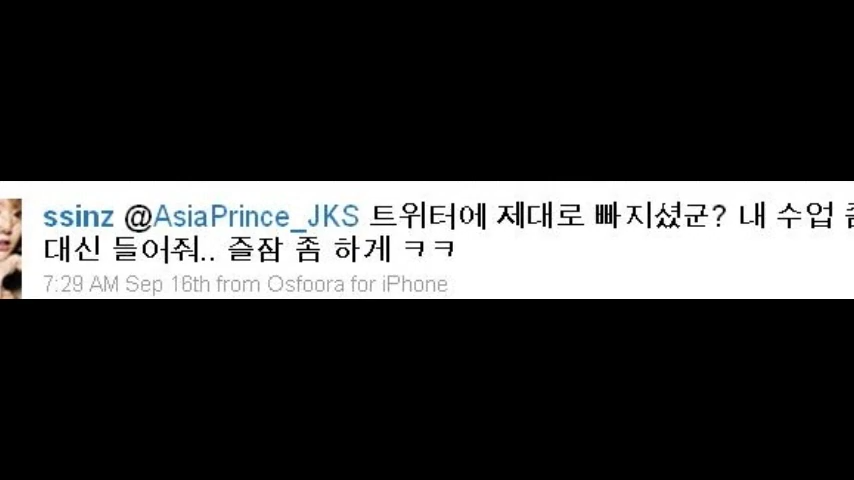 ssinz @AsiaPrince_JKS 트위터에 제대로 빠지셨군? 내 수업 좀
대신 들어줘.. 즐잠 좀 하게 ㅋㅋ
7:29 AM Sep 16th from Osfoora for iPhone